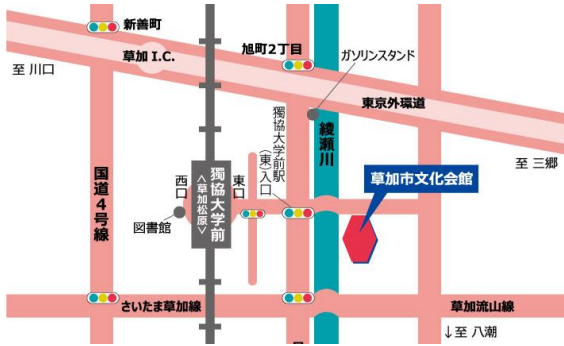 新善町
草加 I.C.
旭町2丁目
ガソリンスタンド
至 川口
東京外環道
獨協大学前駅
(東)入口
綾瀬川
至 三郷
国道4号線
西口
獨協大学前
<草加松原>
東口
草加市文化会館
図書館
さいたま草加線
草加流山線
↓至 八潮